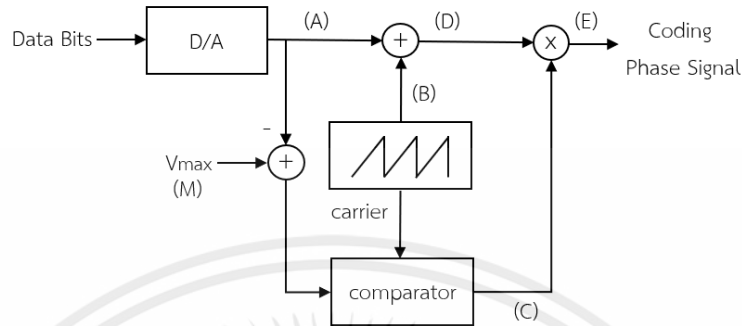 (A)
(D)
(E)
Data Bits
D/A
+
x
Coding
Phase Signal
(B)
-
Vmax
+
(M)
carrier
comparator
(C)